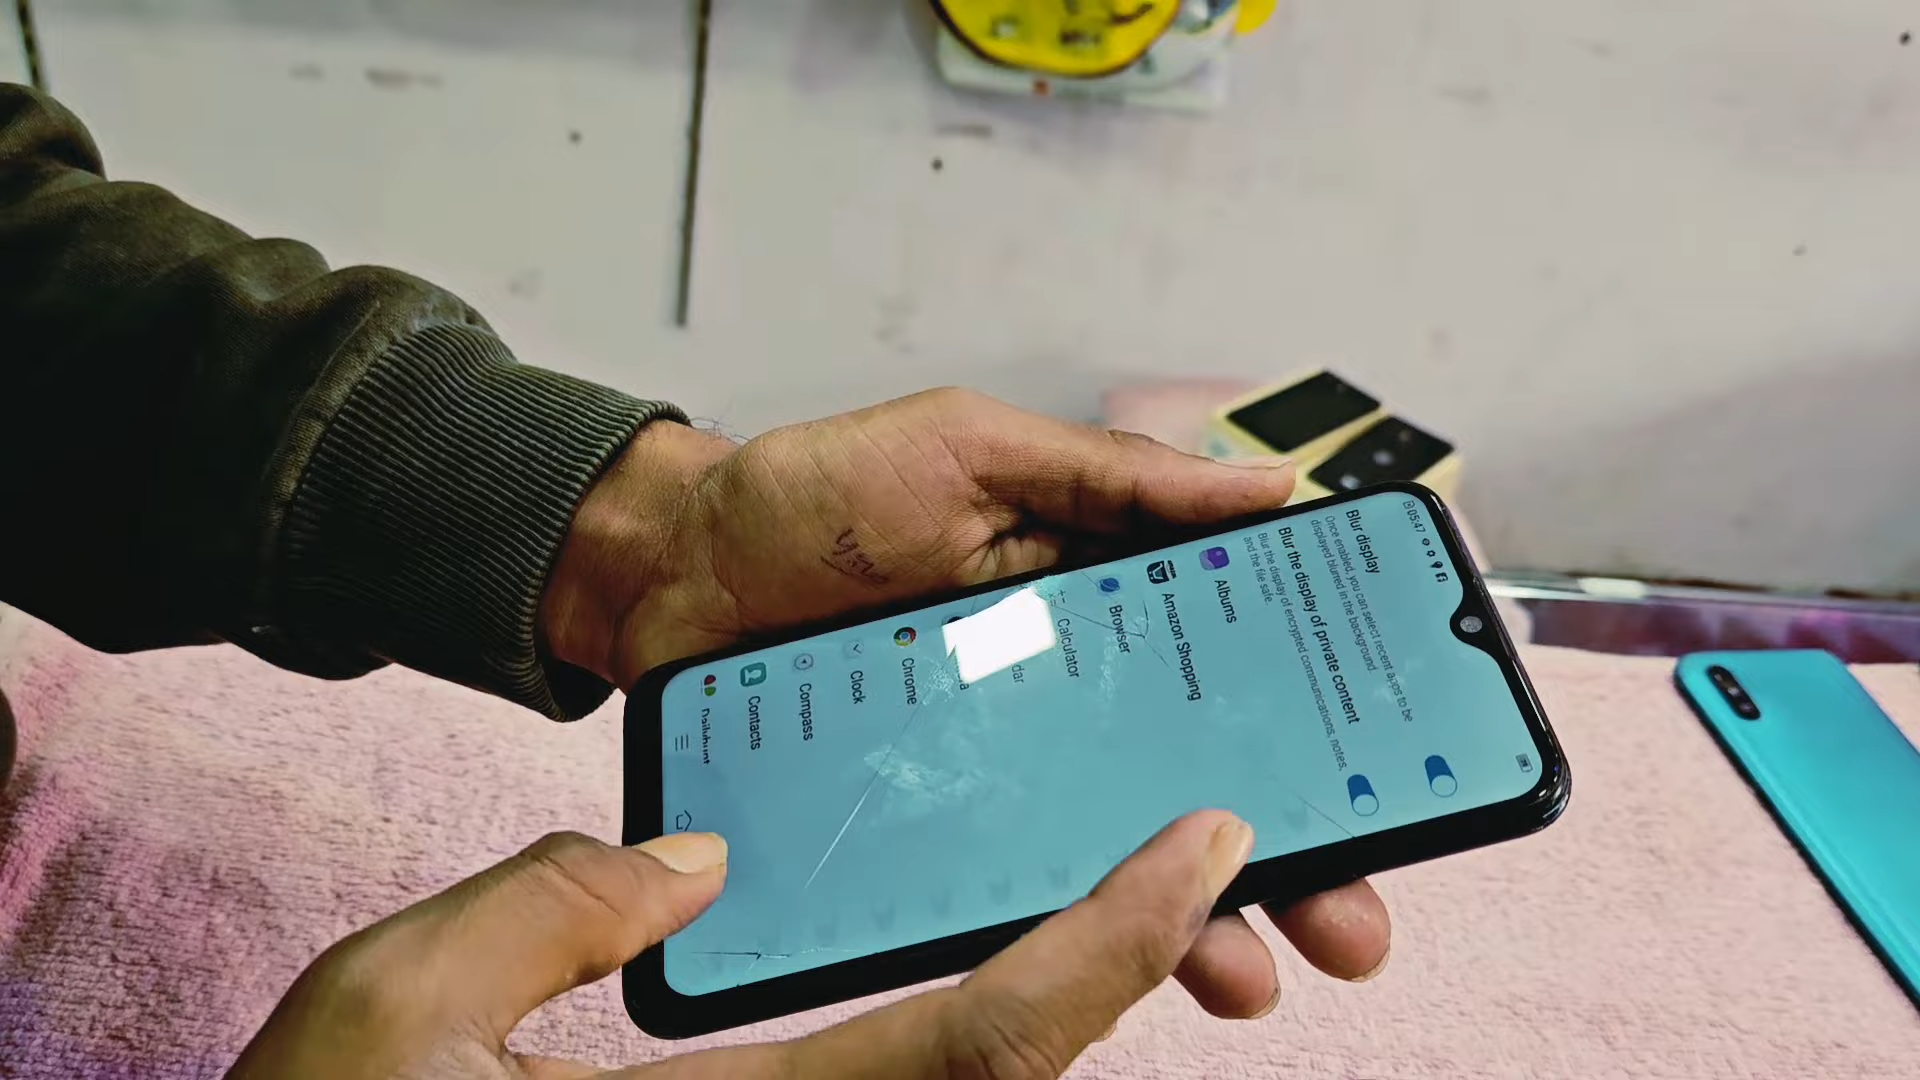 05:47
Blur display
Once enabled, you can select recent apps to be
displayed blurred in the background.
Blur the display of private content
Blur the display of encrypted communications, notes,
and the file safe.
Albums
Amazon Shopping
Browser
Calculator
dar
Chrome
Clock
Compass
Contacts
Dailyhunt